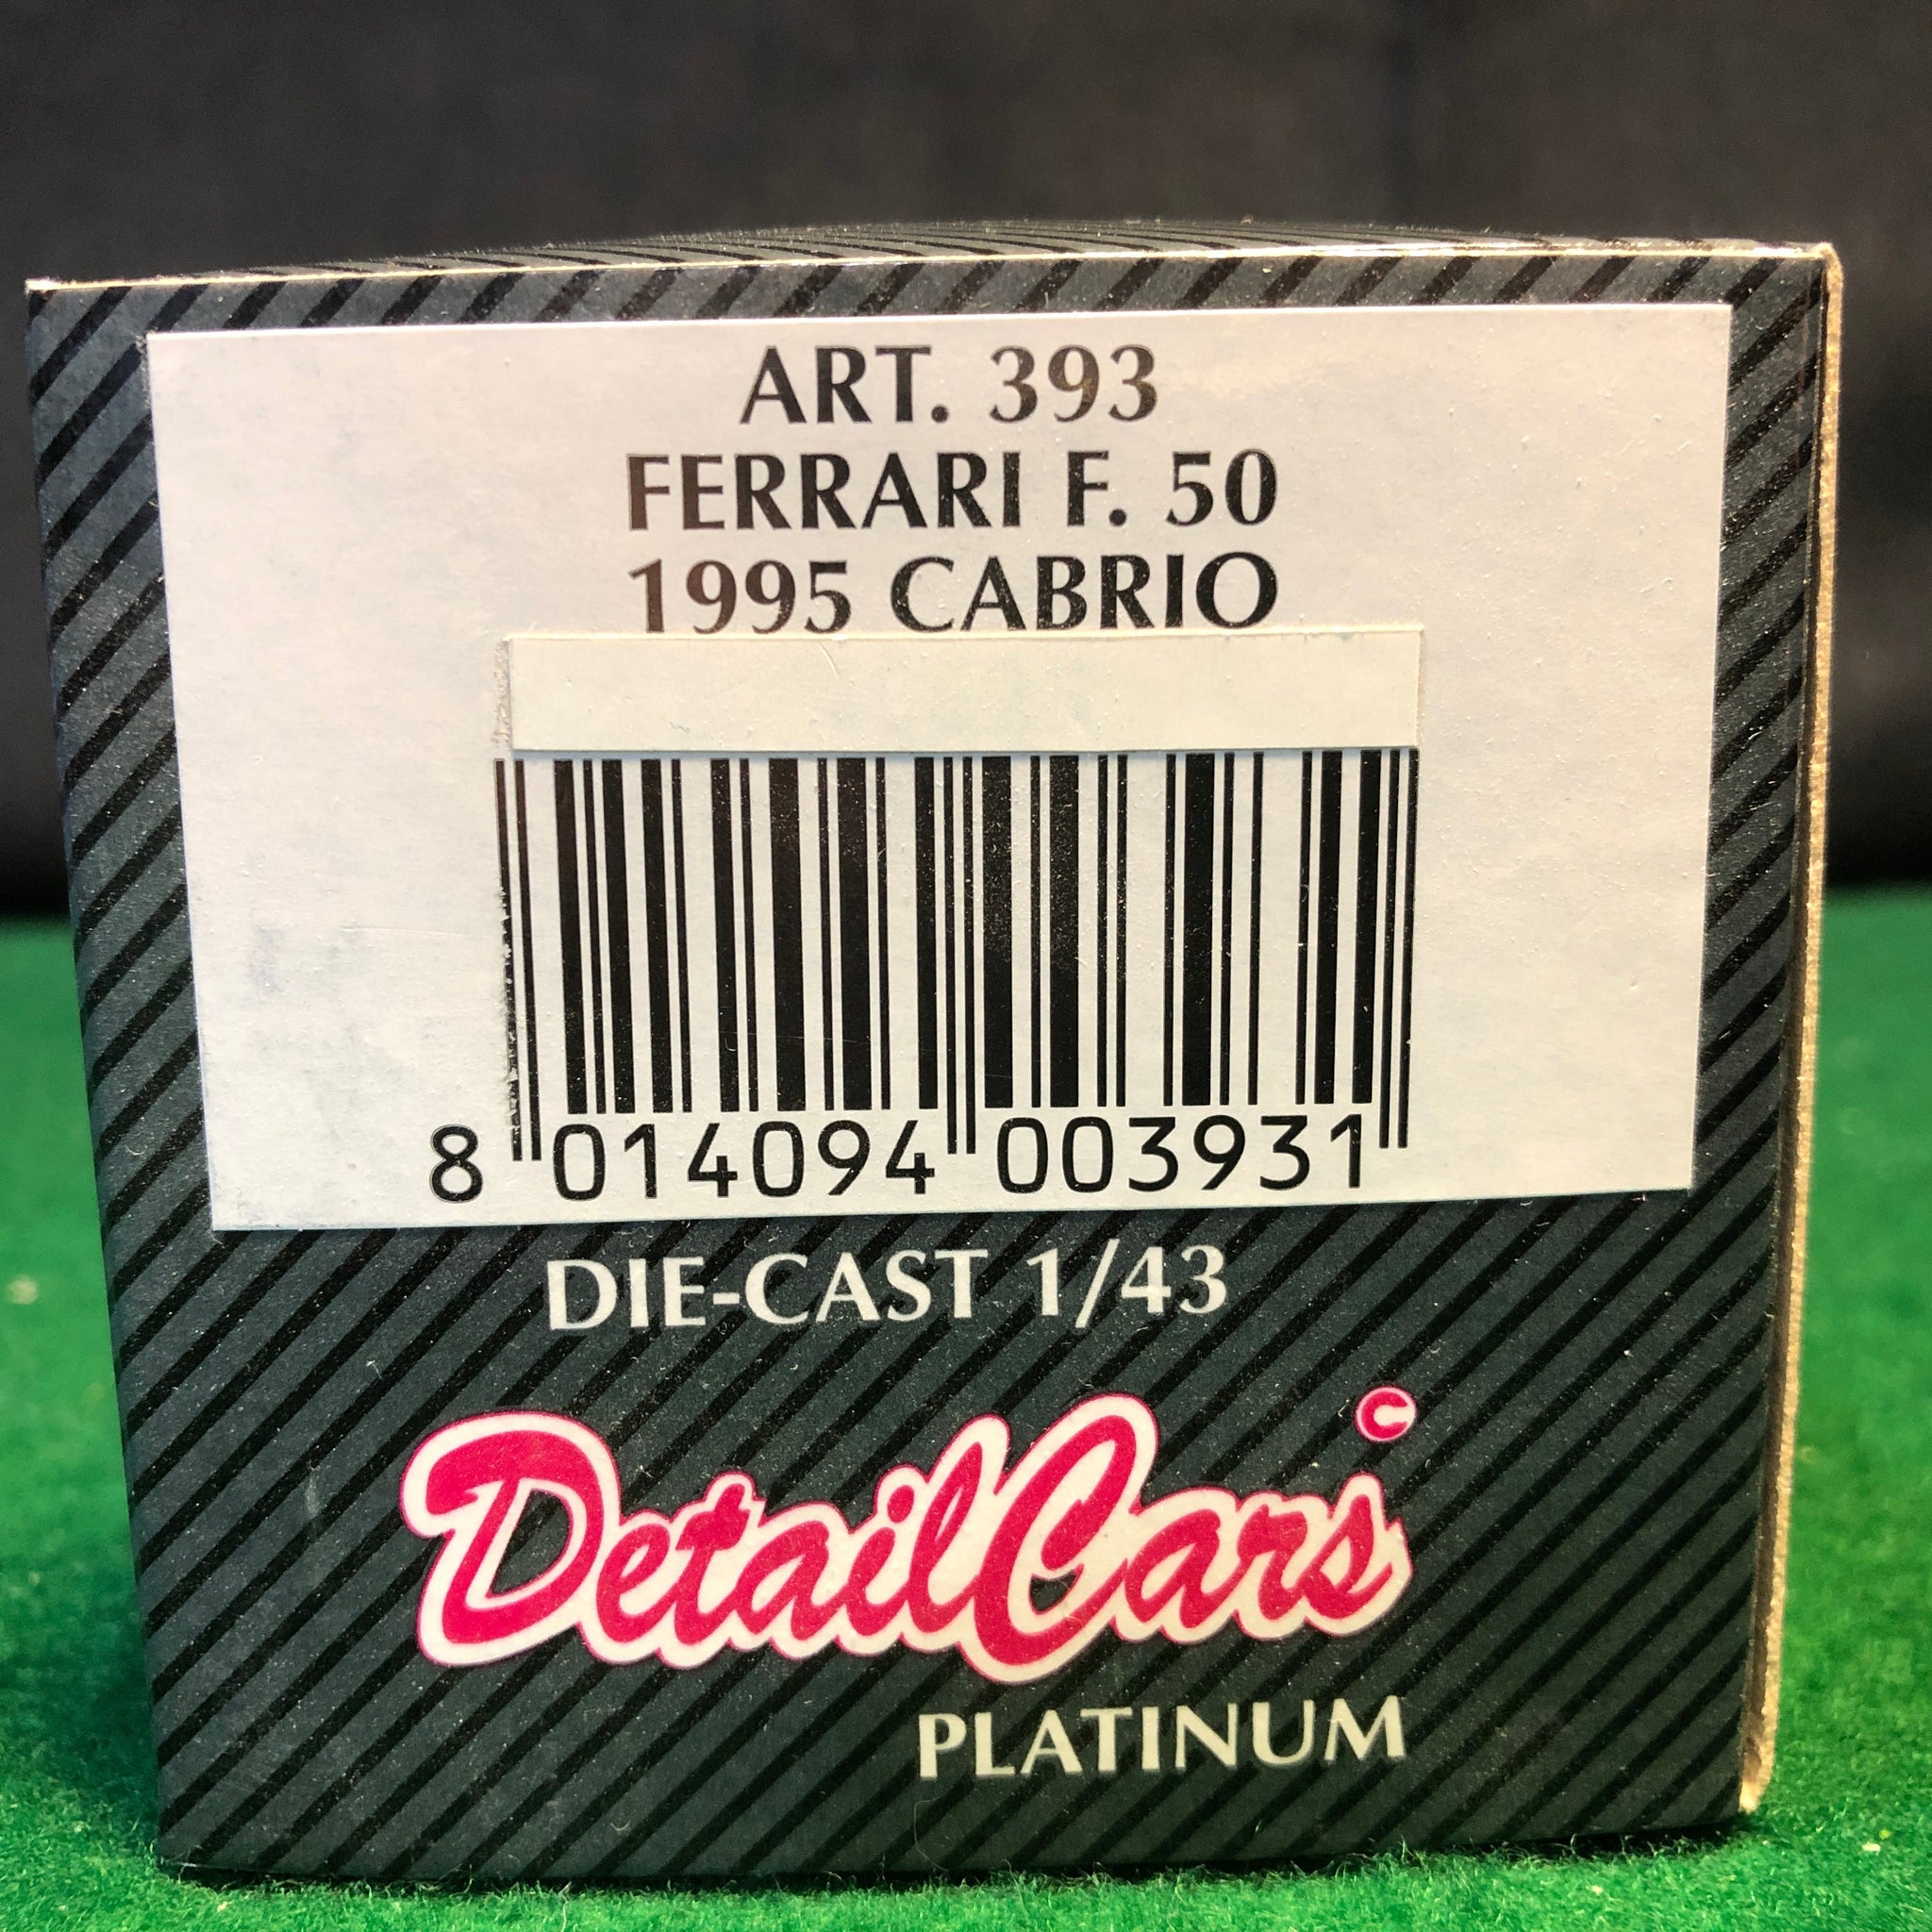 ART. 393
FERRARI F. 50
1995 CABRIO
8 014094 003931
DIE-CAST 1/43
DetailCars©
PLATINUM